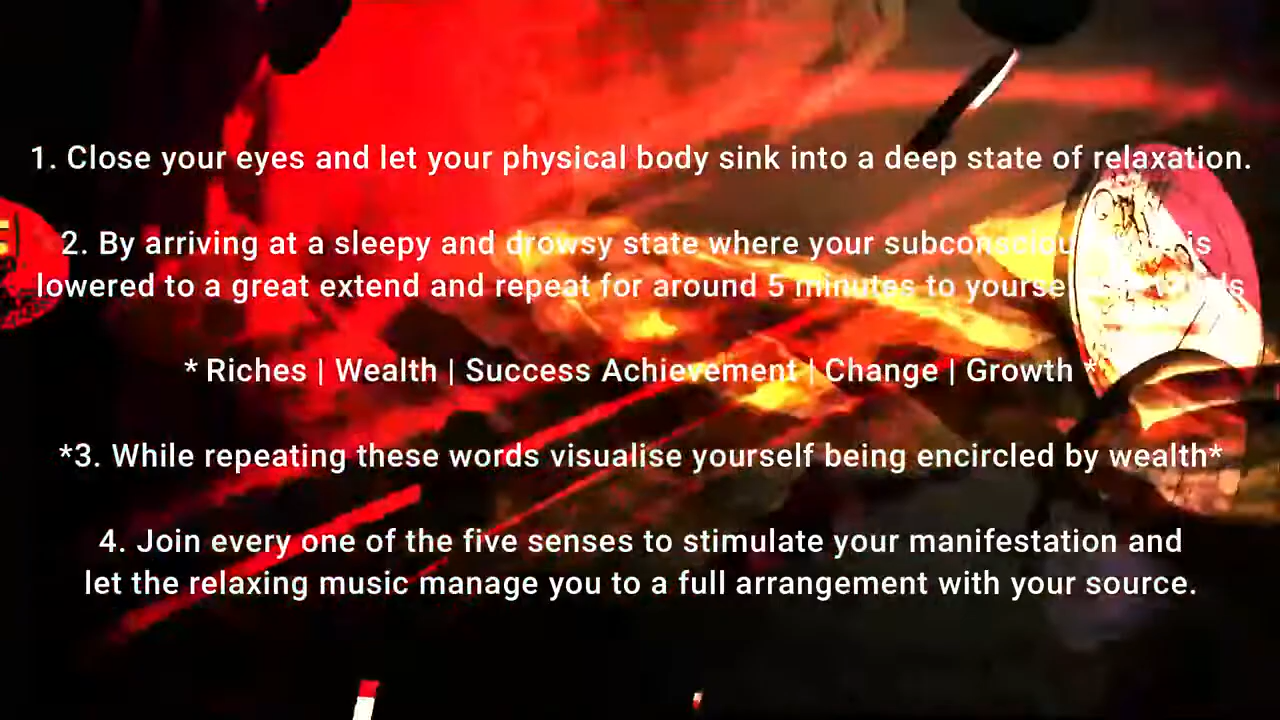 1. Close your eyes and let your physical body sink into a deep state of relaxation.
2. By arriving at a sleepy and drowsy state where your subconscious is
lowered to a great extend and repeat for around 5 minutes to yourself
* Riches | Wealth | Success Achievement | Change | Growth *
*3. While repeating these words visualise yourself being encircled by wealth*
4. Join every one of the five senses to stimulate your manifestation and
let the relaxing music manage you to a full arrangement with your source.